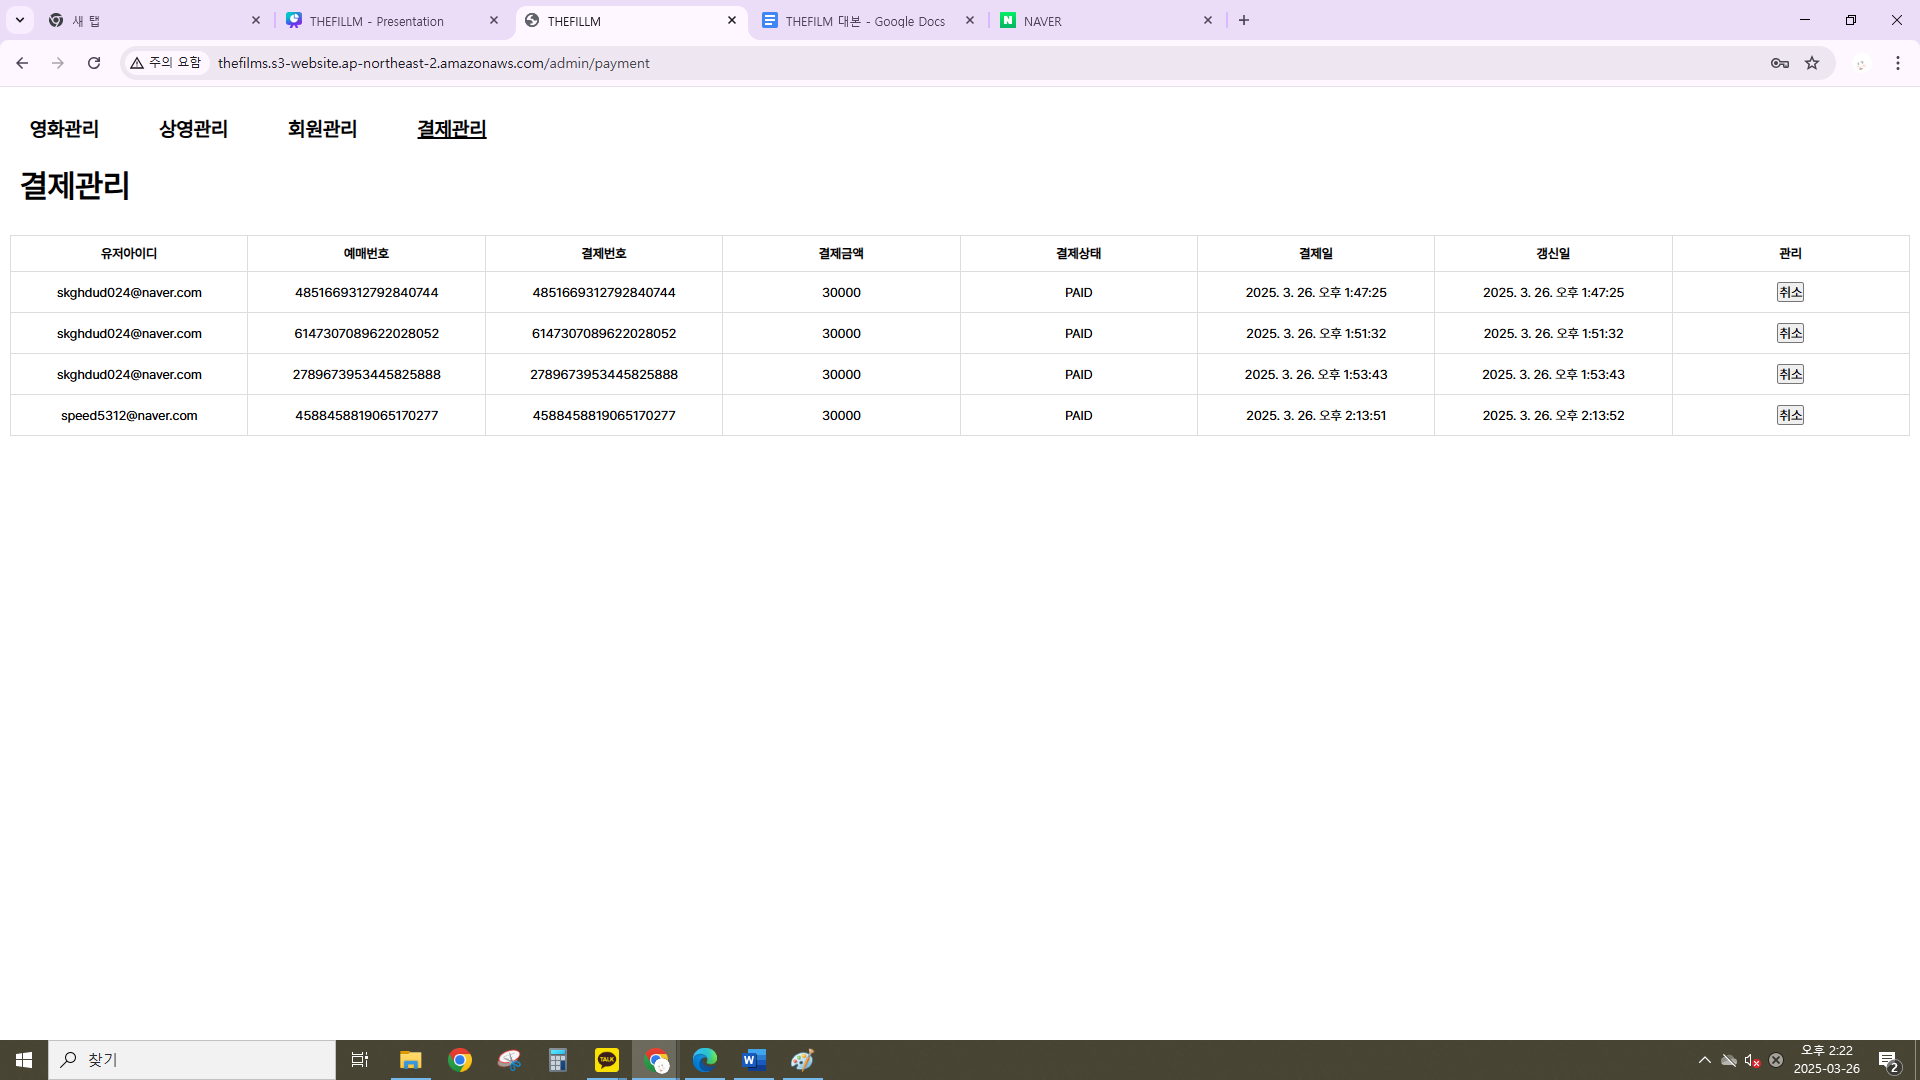 새 탭
THEFILLM - Presentation
THEFILLM
THEFILM 대본 - Google Docs
NAVER
주의 요함
thefilms.s3-website.ap-northeast-2.amazonaws.com/admin/payment
영화관리 상영관리 회원관리 결제관리
결제관리
유저아이디 예매번호 결제번호 결제금액 결제상태 결제일 갱신일 관리
skghdud024@naver.com 4851669312792840744 4851669312792840744 30000 PAID 2025. 3. 26. 오후 1:47:25 2025. 3. 26. 오후 1:47:25 취소
skghdud024@naver.com 6147307089622028052 6147307089622028052 30000 PAID 2025. 3. 26. 오후 1:51:32 2025. 3. 26. 오후 1:51:32 취소
skghdud024@naver.com 2789673953445825888 2789673953445825888 30000 PAID 2025. 3. 26. 오후 1:53:43 2025. 3. 26. 오후 1:53:43 취소
speed5312@naver.com 4588458819065170277 4588458819065170277 30000 PAID 2025. 3. 26. 오후 2:13:51 2025. 3. 26. 오후 2:13:52 취소
찾기
TALK
오후 2:22
2025-03-26
2